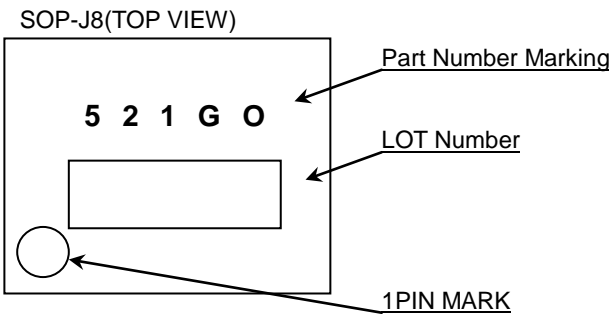 SOP-J8(TOP VIEW)
Part Number Marking
5 2 1 G O
LOT Number
1PIN MARK